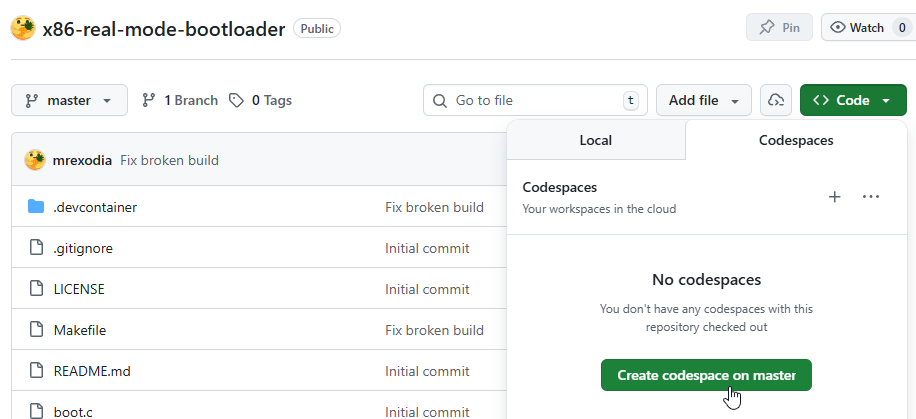 x86-real-mode-bootloader Public Pin Watch 0
master 1 Branch 0 Tags Go to file t Add file Code
Local Codespaces
mrexodia Fix broken build
Codespaces
Your workspaces in the cloud
.devcontainer Fix broken build
.gitignore Initial commit
No codespaces
LICENSE Initial commit
You don't have any codespaces with this
repository checked out
Makefile Fix broken build
README.md Initial commit
Create codespace on master
boot.c Initial commit